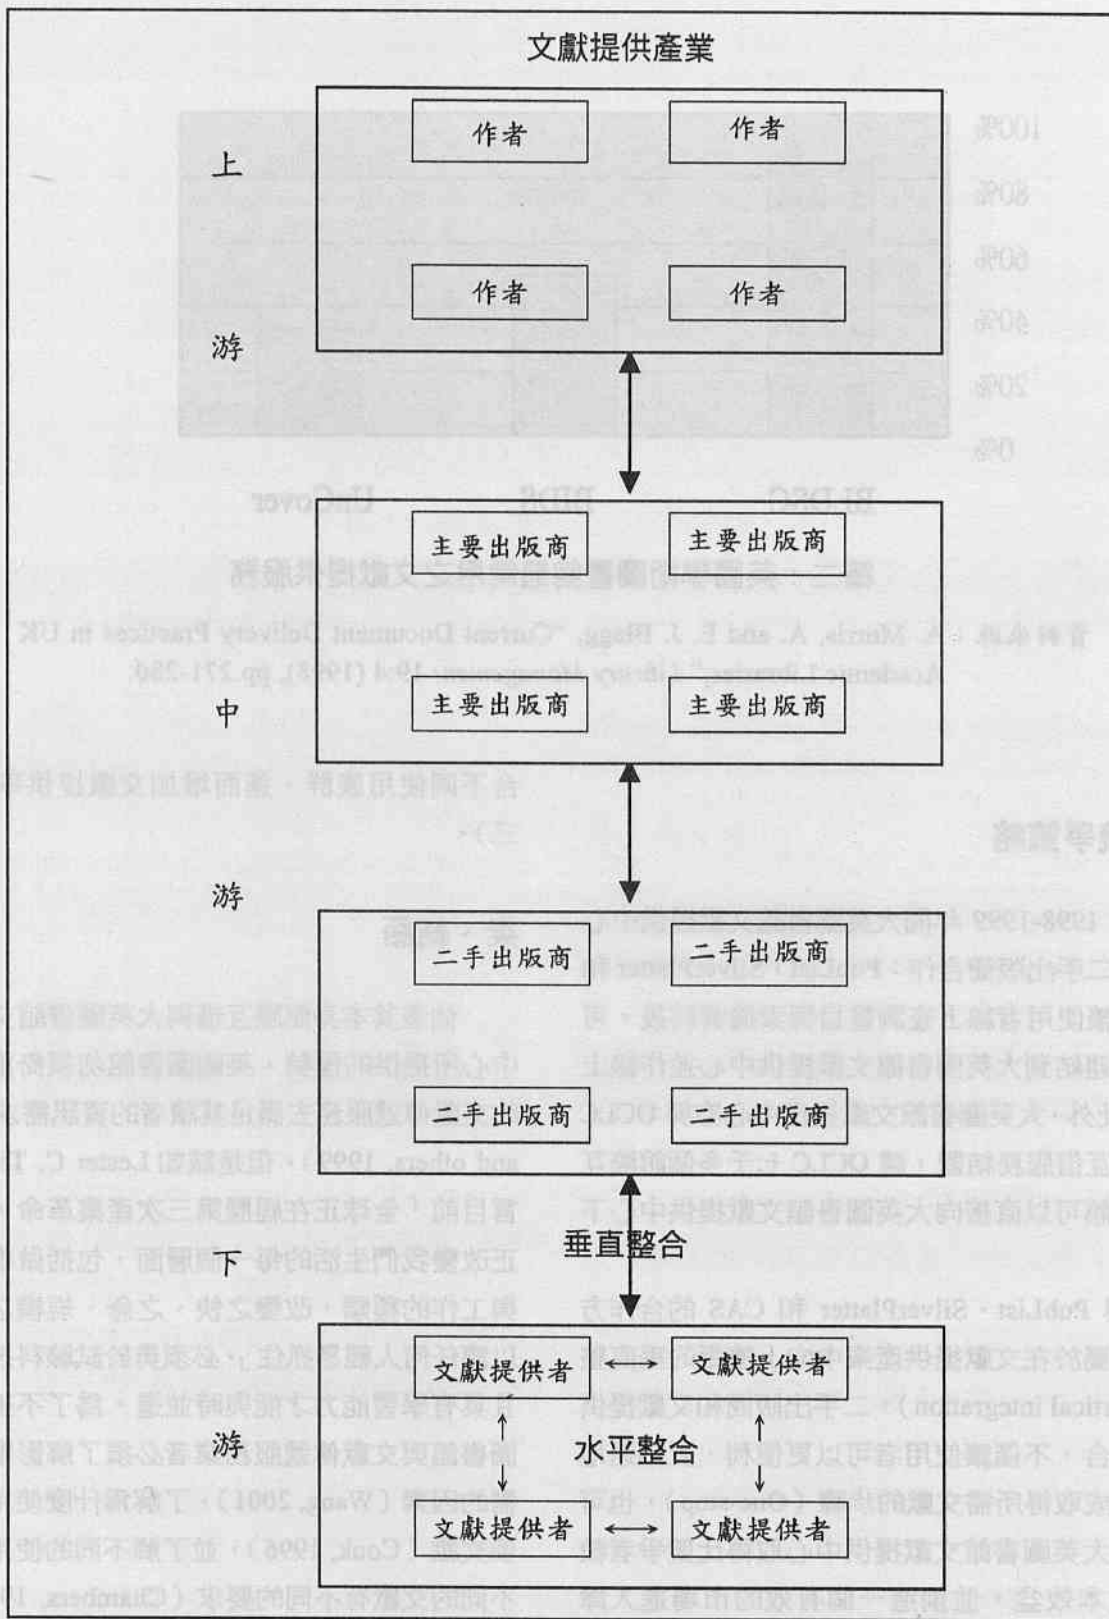 文獻提供產業
作者 作者
上
作者 作者
游
主要出版商 主要出版商
中
主要出版商 主要出版商
游
二手出版商 二手出版商
二手出版商 二手出版商
垂直整合
下
文獻提供者 文獻提供者
游
水平整合
文獻提供者 文獻提供者